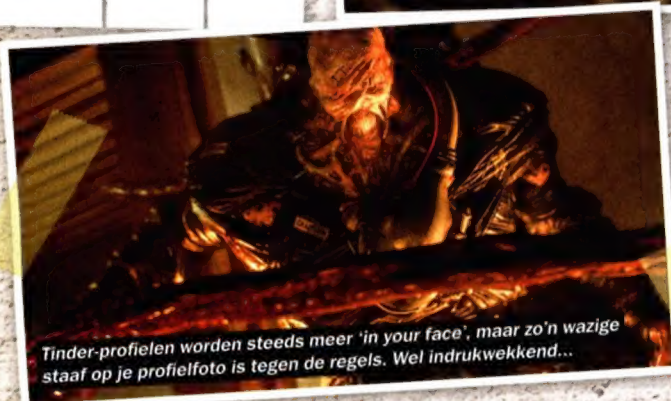 Tinder-profielen worden steeds meer ‘in your face’, maar zo’n wazige
staaf op je profielfoto is tegen de regels. Wel indrukwekkend...